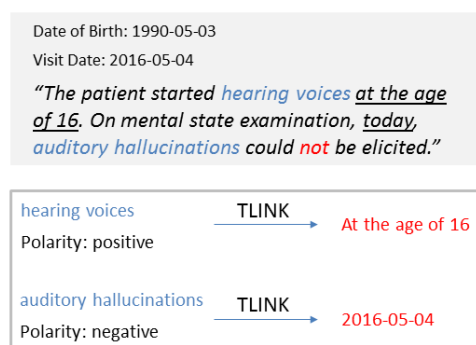 Date of Birth: 1990-05-03
Visit Date: 2016-05-04
“The patient started hearing voices at the age
of 16. On mental state examination, today,
auditory hallucinations could not be elicited.”
hearing voices TLINK At the age of 16
Polarity: positive
auditory hallucinations TLINK 2016-05-04
Polarity: negative